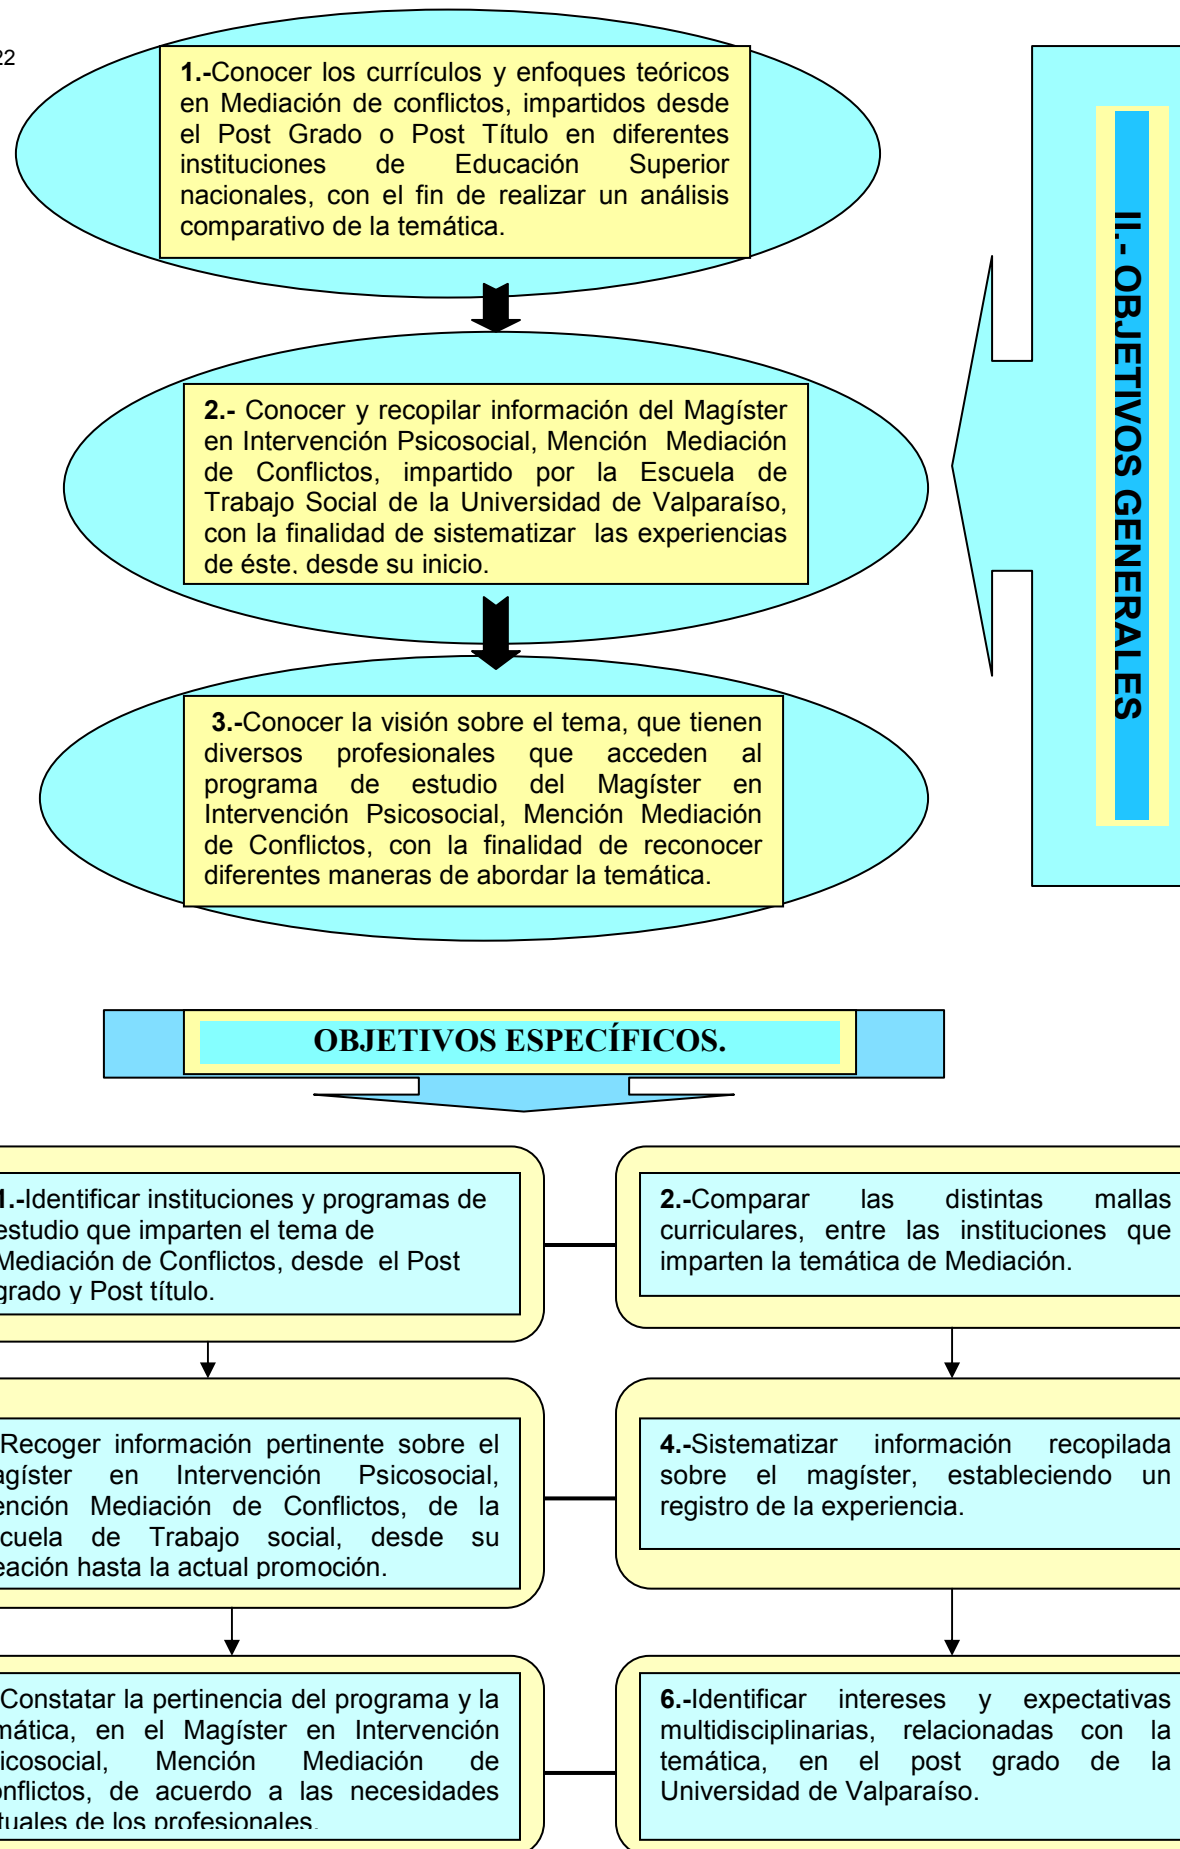 22
1.-Conocer los currículos y enfoques teóricos
en Mediación de conflictos, impartidos desde
el Post Grado o Post Título en diferentes
instituciones de Educación Superior
nacionales, con el fin de realizar un análisis
comparativo de la temática.
II.- OBJETIVOS GENERALES
2.- Conocer y recopilar información del Magíster
en Intervención Psicosocial, Mención Mediación
de Conflictos, impartido por la Escuela de
Trabajo Social de la Universidad de Valparaíso,
con la finalidad de sistematizar las experiencias
de éste, desde su inicio.
3.-Conocer la visión sobre el tema, que tienen
diversos profesionales que acceden al
programa de estudio del Magíster en
Intervención Psicosocial, Mención Mediación
de Conflictos, con la finalidad de reconocer
diferentes maneras de abordar la temática.
OBJETIVOS ESPECÍFICOS.
1.-Identificar instituciones y programas de
estudio que imparten el tema de
Mediación de Conflictos, desde el Post
grado y Post título.
2.-Comparar las distintas mallas
curriculares, entre las instituciones que
imparten la temática de Mediación.
Recoger información pertinente sobre el
agíster en Intervención Psicosocial,
ención Mediación de Conflictos, de la
cuela de Trabajo social, desde su
eación hasta la actual promoción.
4.-Sistematizar información recopilada
sobre el magíster, estableciendo un
registro de la experiencia.
Constatar la pertinencia del programa y la
mática, en el Magíster en Intervención
icosocial, Mención Mediación de
onflictos, de acuerdo a las necesidades
tuales de los profesionales.
6.-Identificar intereses y expectativas
multidisciplinarias, relacionadas con la
temática, en el post grado de la
Universidad de Valparaíso.